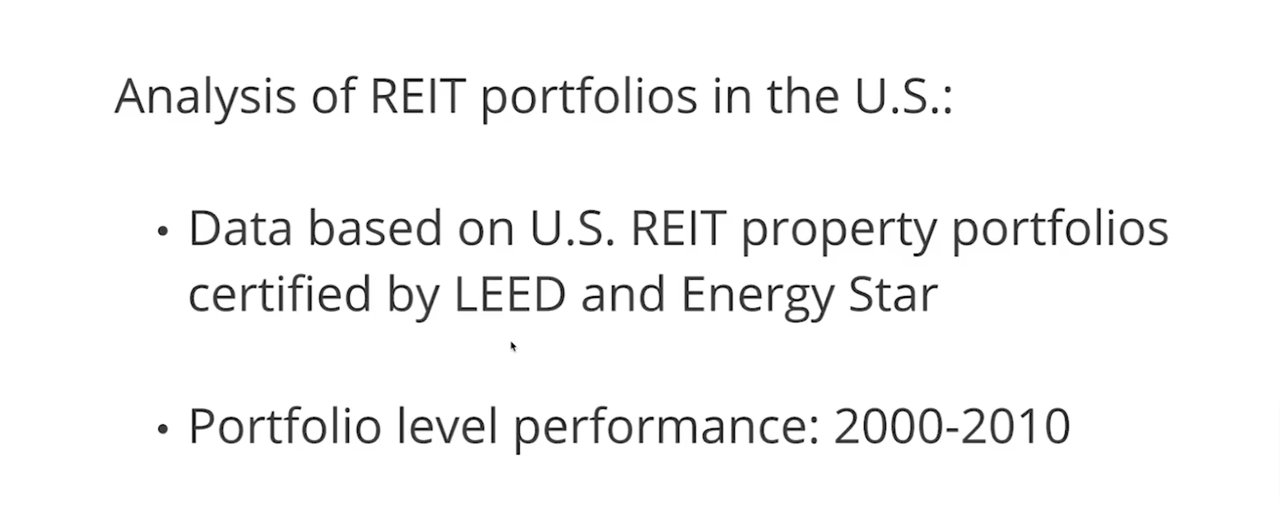 Analysis of REIT portfolios in the U.S.:
• Data based on U.S. REIT property portfolios
certified by LEED and Energy Star
• Portfolio level performance: 2000-2010